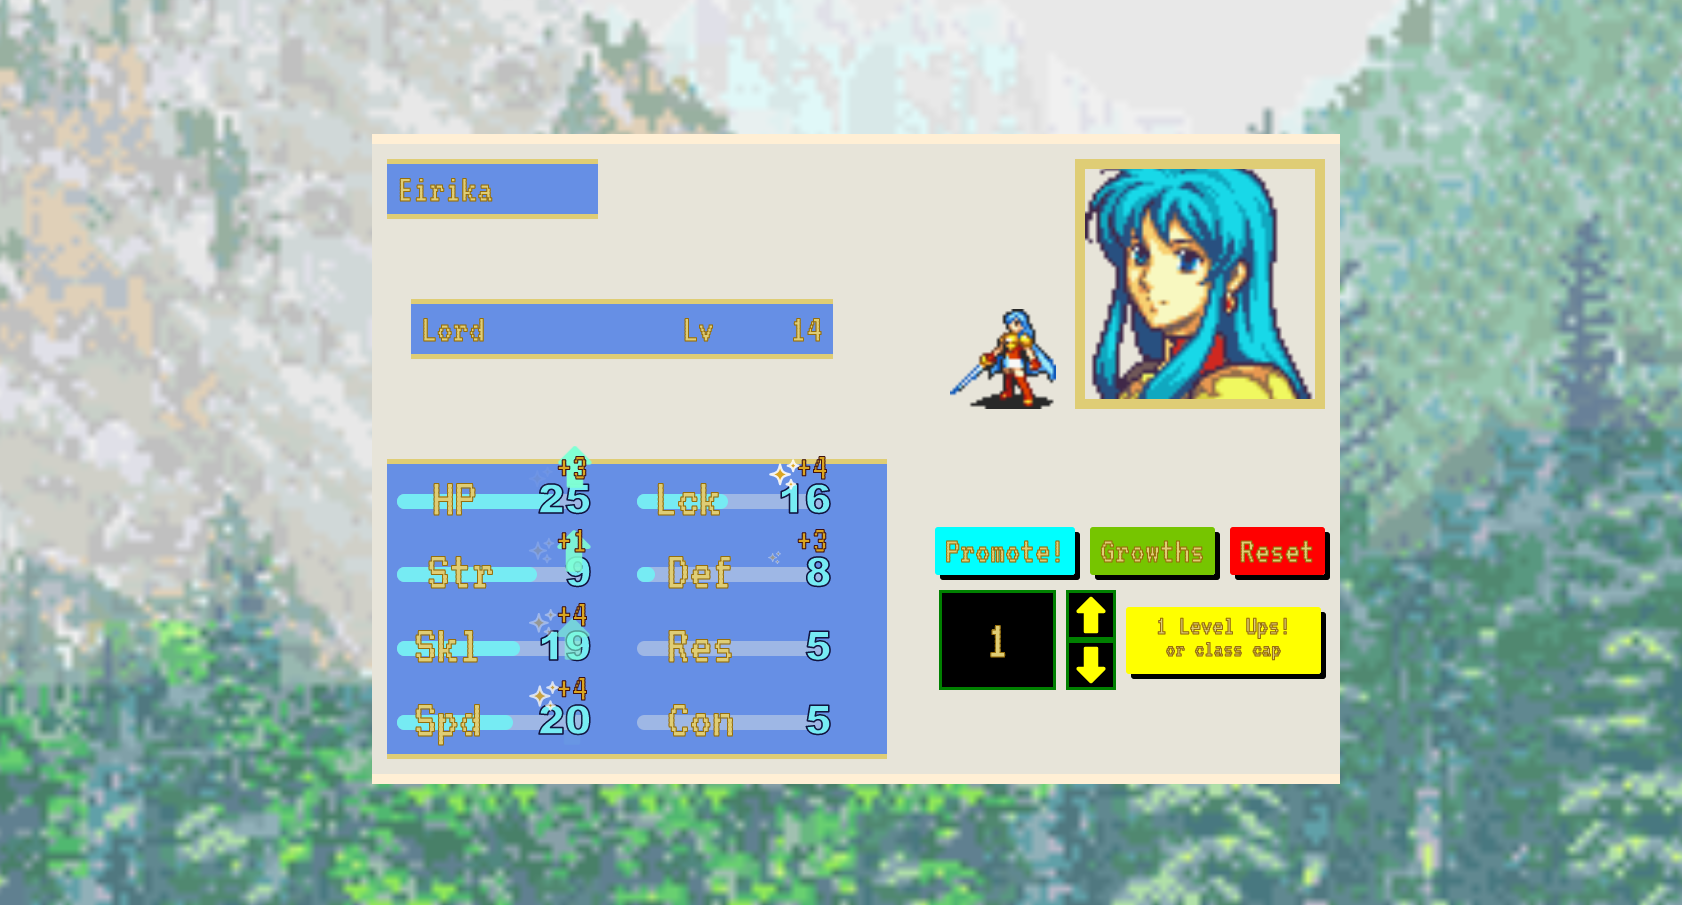 Eirika
Lord Lv 14
+3 +4
HP 25 Lck 16
+1 +3
Str 9 Def 8
+4
Skl 19 Res 5
+4
Spd 20 Con 5
Promote! Growths Reset
1
1 Level Ups!
or class cap